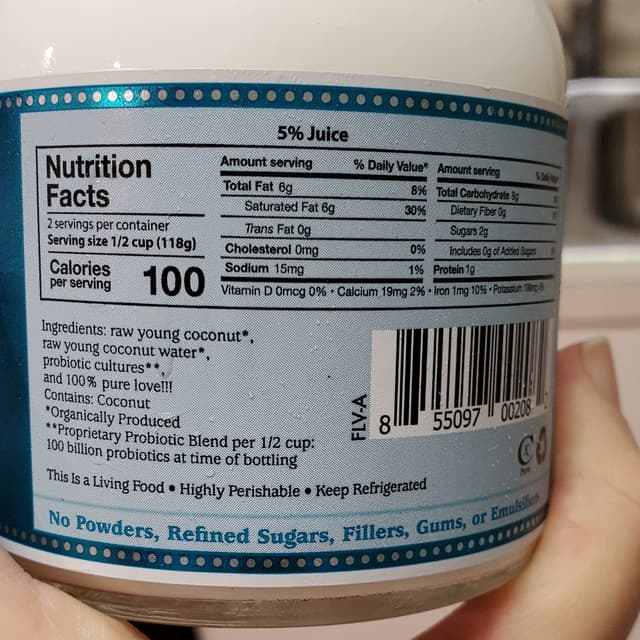 5% Juice
Nutrition
Facts
2 servings per container
Serving size 1/2 cup (118g)
Calories
per serving
100
Amount serving % Daily Value*
Total Fat 6g 8%
Saturated Fat 6g 30%
Trans Fat 0g
Cholesterol 0mg 0%
Sodium 15mg 1%
Amount serving % Daily Value*
Total Carbohydrate 8g
Dietary Fiber 0g
Sugars 2g
Includes 0g of Added Sugars
Protein 1g
Vitamin D 0mcg 0% • Calcium 19mg 2% • Iron 1mg 10% • Potassium
Ingredients: raw young coconut*,
raw young coconut water*,
probiotic cultures**,
and 100% pure love!!!
Contains: Coconut
*Organically Produced
**Proprietary Probiotic Blend per 1/2 cup:
100 billion probiotics at time of bottling
FLV-A
8 55097 00208
This Is a Living Food • Highly Perishable • Keep Refrigerated
No Powders, Refined Sugars, Fillers, Gums, or Emulsifiers